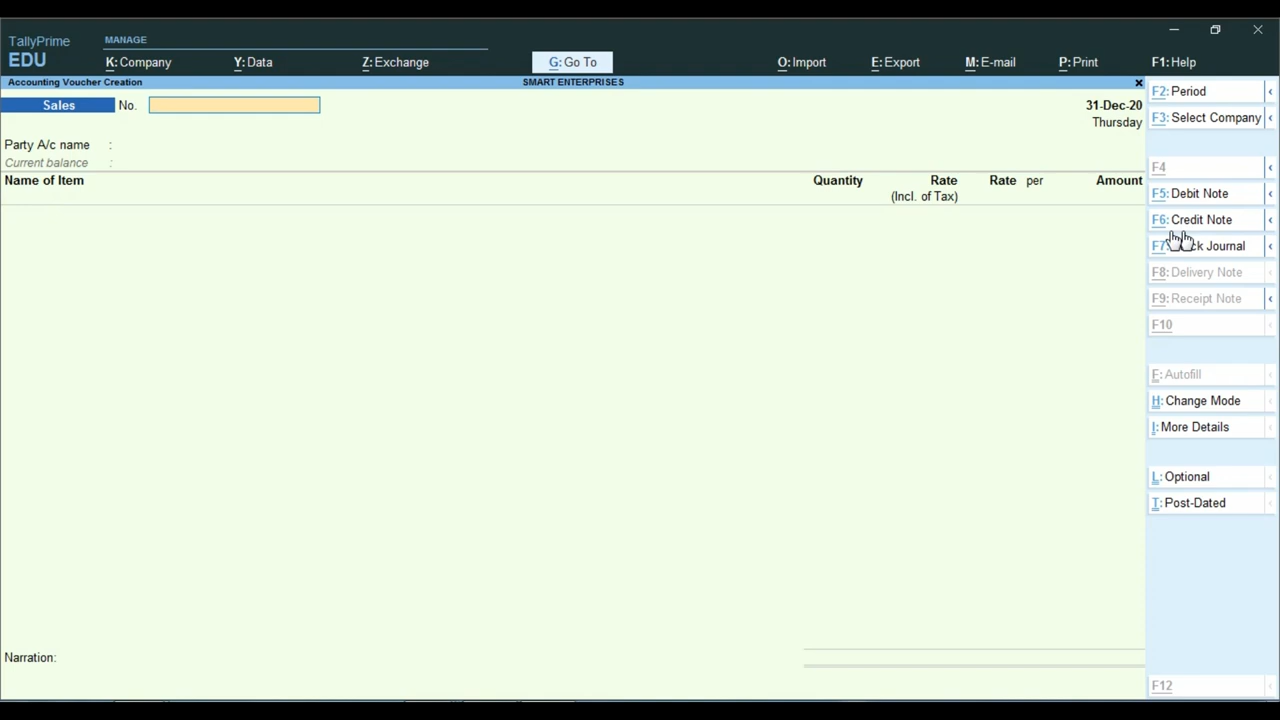 TallyPrime
EDU
MANAGE
K: Company
Y: Data
Z: Exchange
G: Go To
O: Import
E: Export
M: E-mail
P: Print
F1: Help
Accounting Voucher Creation
SMART ENTERPRISES
×
Sales
No.
31-Dec-20
Thursday
Party A/c name :
Current balance :
Name of Item
Quantity
Rate
(Incl. of Tax)
Rate per
Amount
Narration:
F2: Period
F3: Select Company
F4
F5: Debit Note
F6: Credit Note
F7: Journal
F8: Delivery Note
F9: Receipt Note
F10
F: Autofill
H: Change Mode
I: More Details
L: Optional
T: Post-Dated
F12